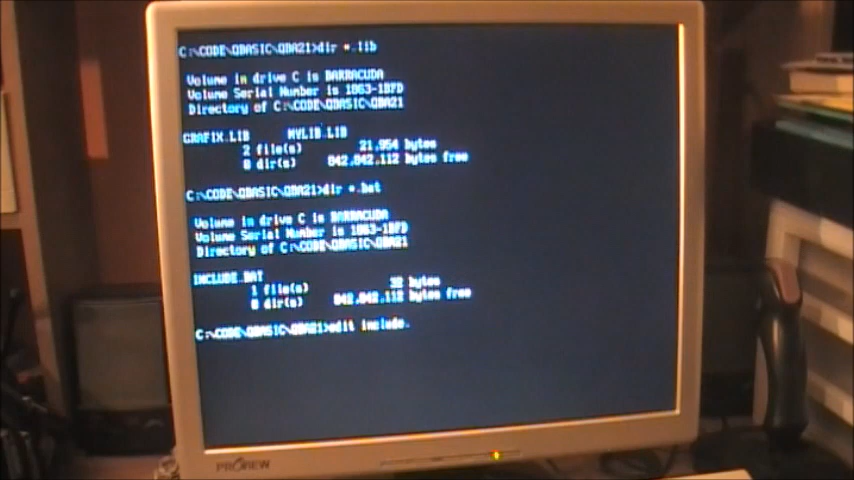 C:\CODE\QBASIC\QBA21>dir *.lib
Volume in drive C is BARRACUDA
Volume Serial Number is 1863-1BFD
Directory of C:\CODE\QBASIC\QBA21
GRAFIX.LIB MYLIB.LIB
2 file(s) 21,954 bytes
0 dir(s) 842,842,112 bytes free
C:\CODE\QBASIC\QBA21>dir *.bat
Volume in drive C is BARRACUDA
Volume Serial Number is 1863-1BFD
Directory of C:\CODE\QBASIC\QBA21
INCLUDE.BAT
1 file(s) 32 bytes
0 dir(s) 842,842,112 bytes free
C:\CODE\QBASIC\QBA21>edit include.
PROVIEW